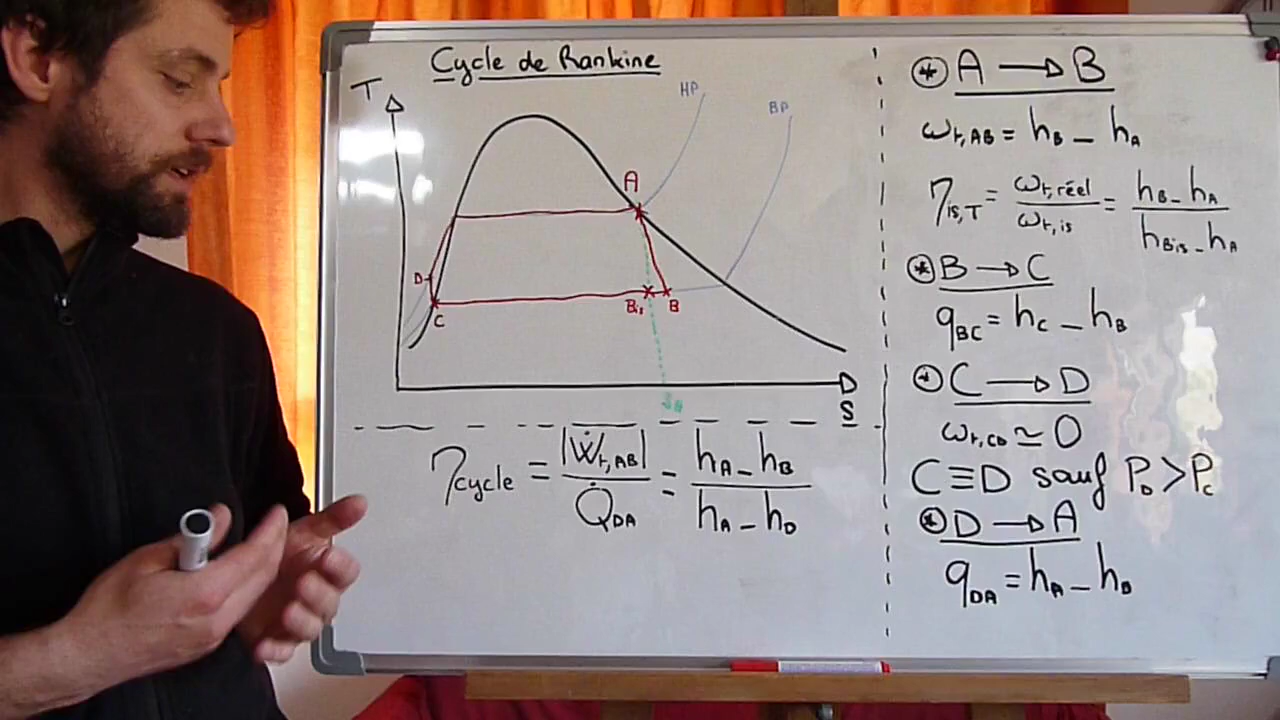 Cycle de Rankine
T
HP
BP
A
D
C
Bis
B
SA
S
ηcycle = |Ẇt,AB| / Q̇DA = hA - hB / hA - hD
* A → B
wt,AB = hB - hA
ηis,T = wt,réel / wt,is = hB - hA / hBis - hA
* B → C
qBC = hC - hB
* C → D
wt,CD ≃ 0
C ≡ D sauf PD > PC
* D → A
qDA = hA - hD